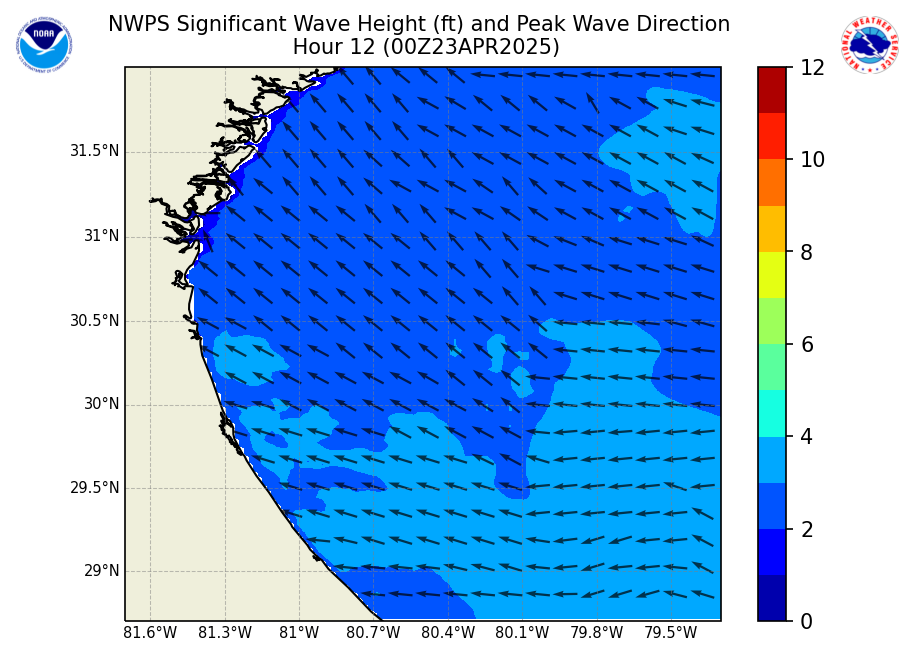 NWPS Significant Wave Height (ft) and Peak Wave Direction
Hour 12 (00Z23APR2025)
NOAA
NATIONAL WEATHER SERVICE
31.5°N
31°N
30.5°N
30°N
29.5°N
29°N
81.6°W 81.3°W 81°W 80.7°W 80.4°W 80.1°W 79.8°W 79.5°W
12
10
8
6
4
2
0